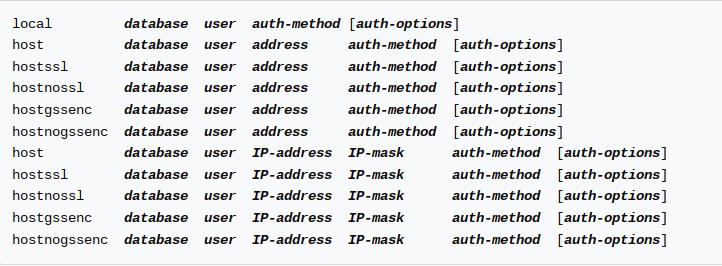 local database user auth-method [auth-options]
host database user address auth-method [auth-options]
hostssl database user address auth-method [auth-options]
hostnossl database user address auth-method [auth-options]
hostgssenc database user address auth-method [auth-options]
hostnogssenc database user address auth-method [auth-options]
host database user IP-address IP-mask auth-method [auth-options]
hostssl database user IP-address IP-mask auth-method [auth-options]
hostnossl database user IP-address IP-mask auth-method [auth-options]
hostgssenc database user IP-address IP-mask auth-method [auth-options]
hostnogssenc database user IP-address IP-mask auth-method [auth-options]